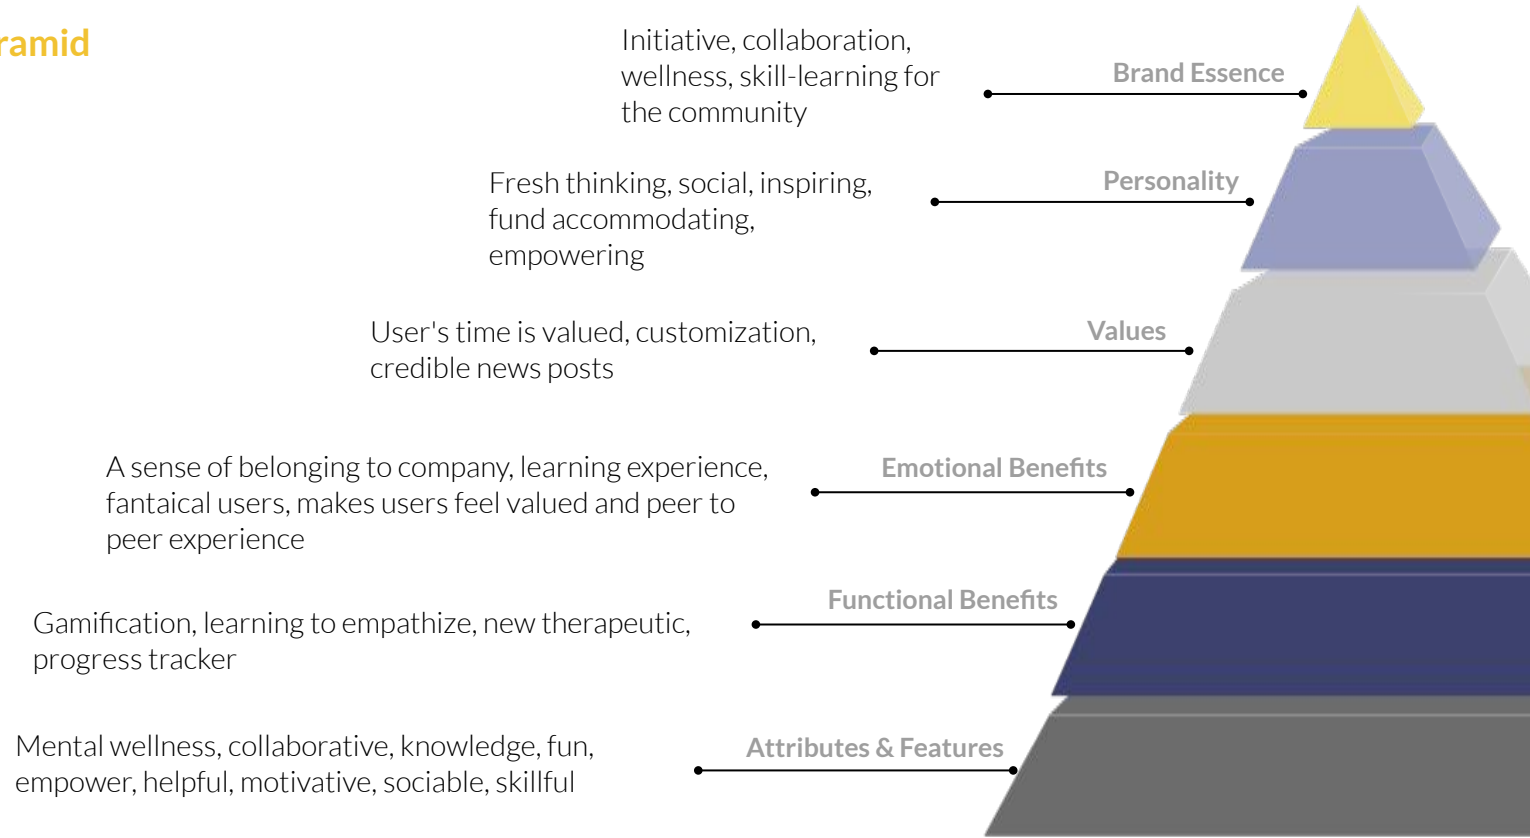 ramid
Initiative, collaboration,
wellness, skill-learning for
the community
Brand Essence
Fresh thinking, social, inspiring,
fund accommodating,
empowering
Personality
User's time is valued, customization,
credible news posts
Values
A sense of belonging to company, learning experience,
fantaical users, makes users feel valued and peer to
peer experience
Emotional Benefits
Gamification, learning to empathize, new therapeutic,
progress tracker
Functional Benefits
Mental wellness, collaborative, knowledge, fun,
empower, helpful, motivative, sociable, skillful
Attributes & Features